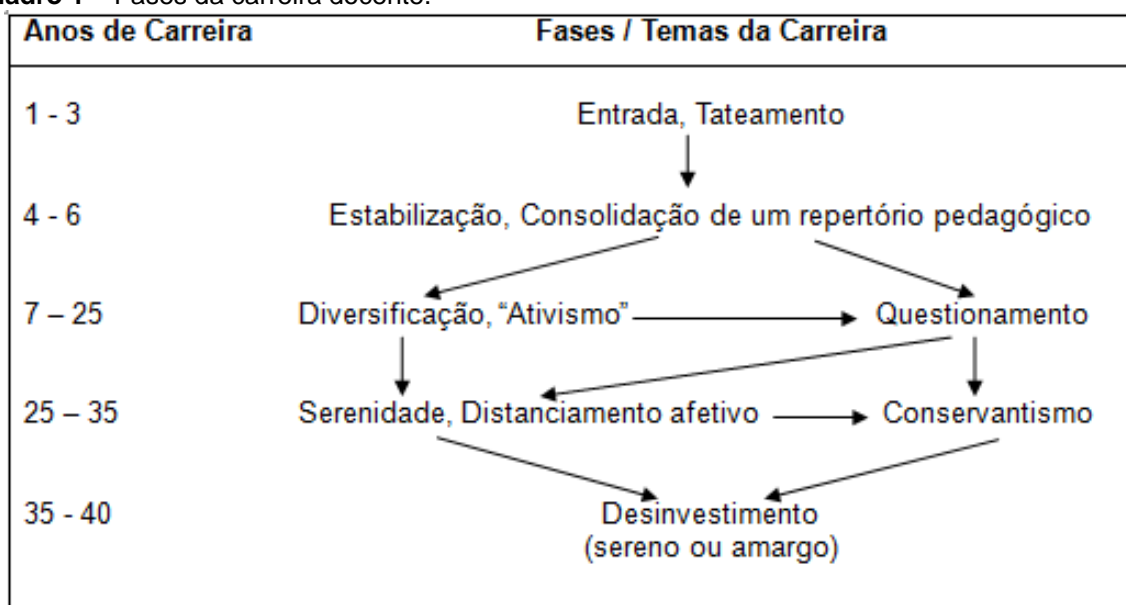 Fases da carreira docente.
Anos de Carreira Fases / Temas da Carreira
1 - 3 Entrada, Tateamento
4 - 6 Estabilização, Consolidação de um repertório pedagógico
7 – 25 Diversificação, “Ativismo” Questionamento
25 – 35 Serenidade, Distanciamento afetivo Conservantismo
35 - 40 Desinvestimento
(sereno ou amargo)